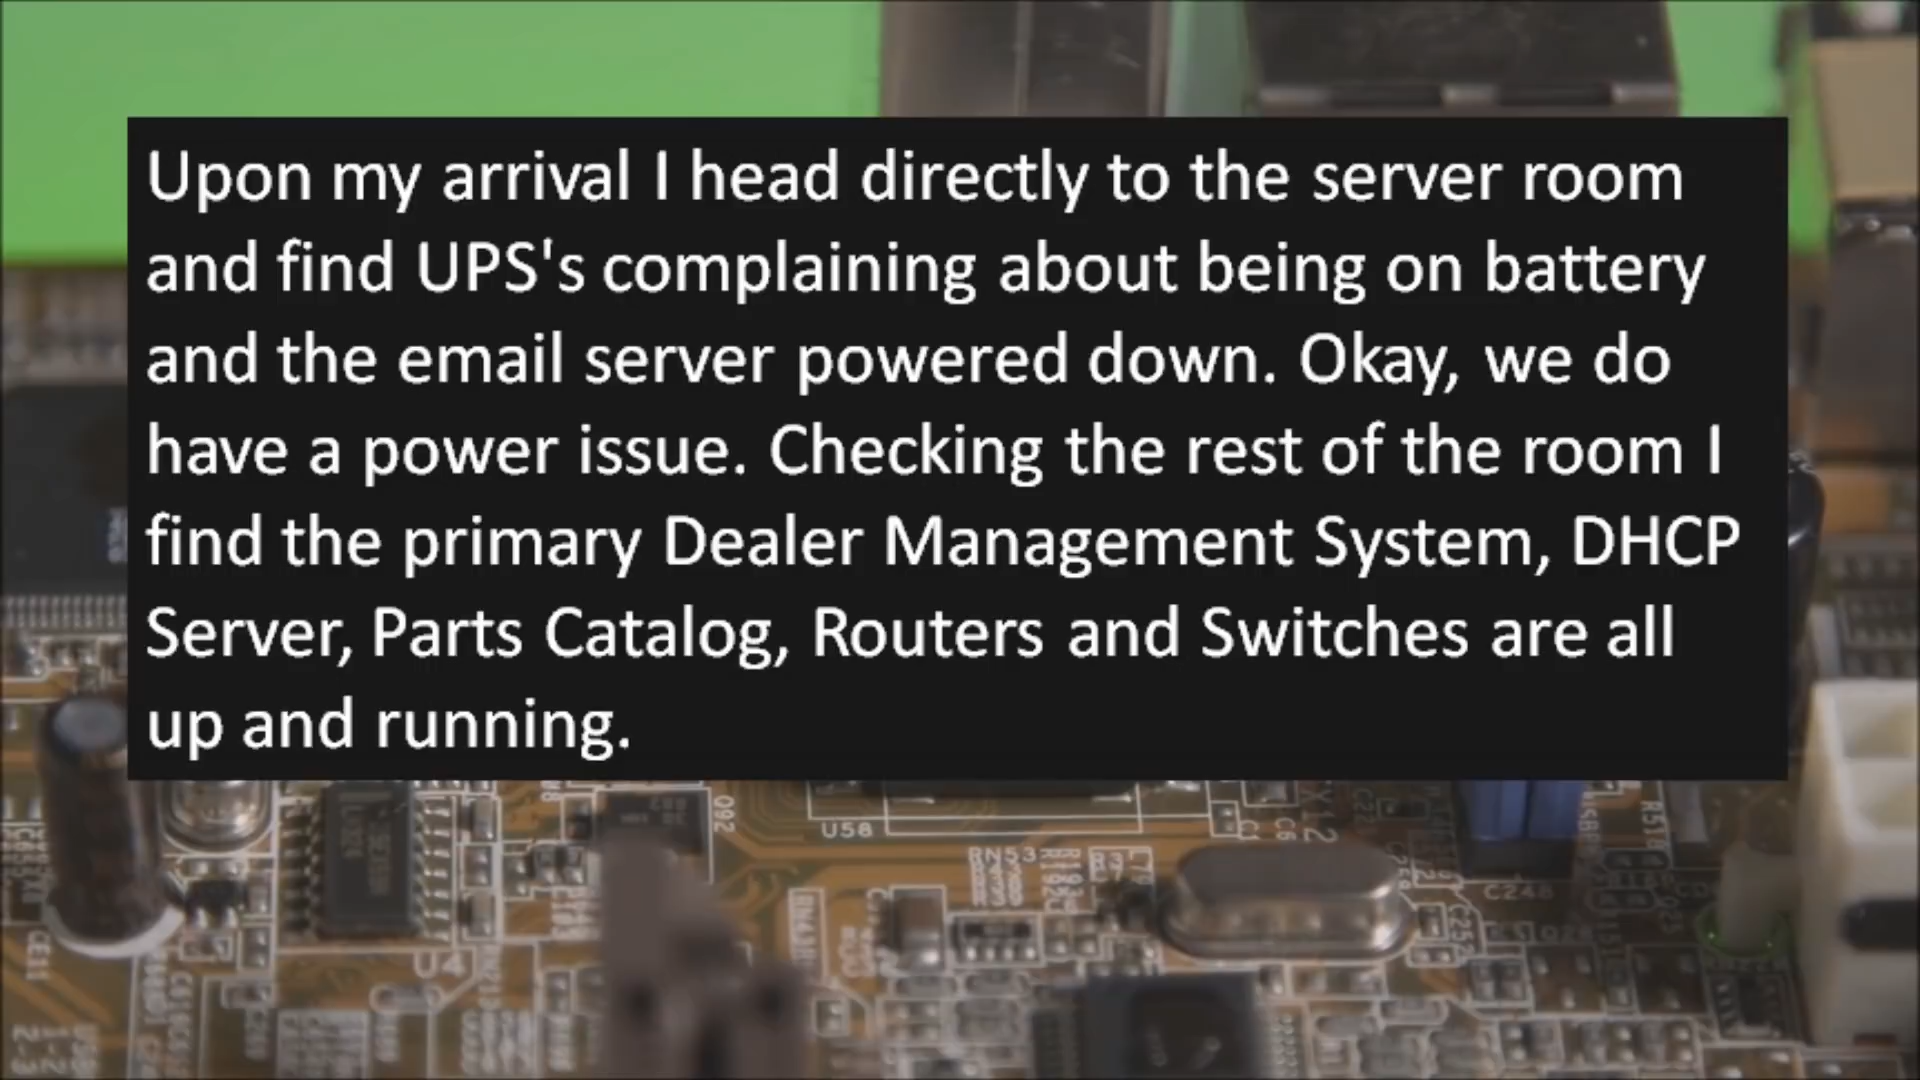 Upon my arrival I head directly to the server room
and find UPS's complaining about being on battery
and the email server powered down. Okay, we do
have a power issue. Checking the rest of the room I
find the primary Dealer Management System, DHCP
Server, Parts Catalog, Routers and Switches are all
up and running.
U58
C248